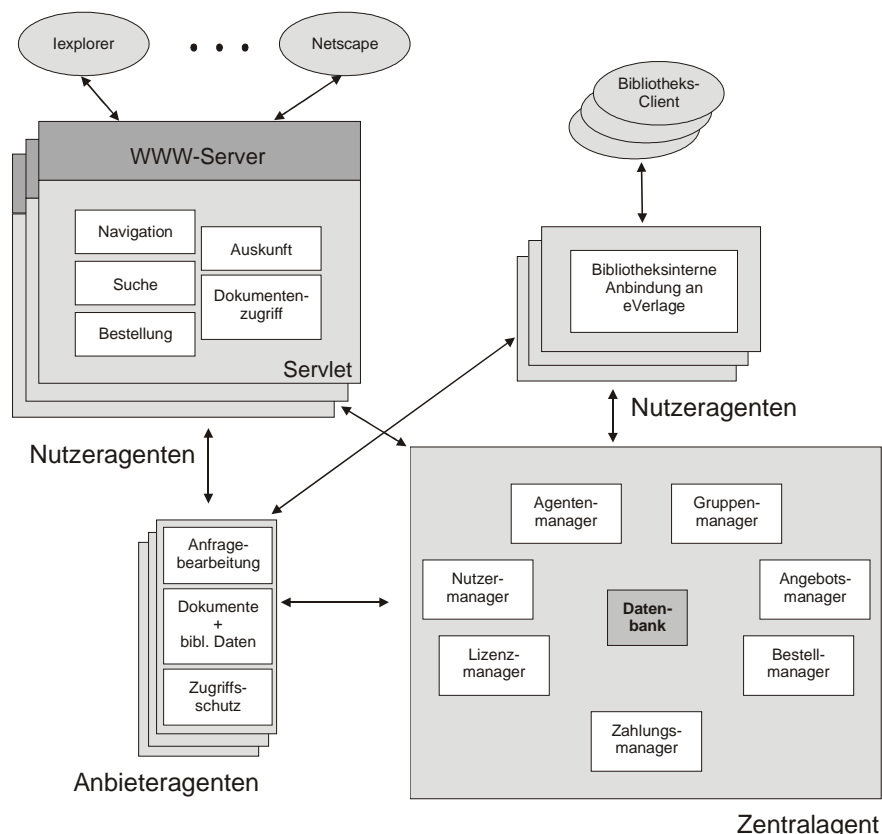 Iexplorer
Netscape
Bibliotheks-
Client
WWW-Server
Navigation
Auskunft
Suche
Dokumenten-
zugriff
Bestellung
Servlet
Bibliotheksinterne
Anbindung an
eVerlage
Nutzeragenten
Nutzeragenten
Anfrage-
bearbeitung
Dokumente
+
bibl. Daten
Zugriffs-
schutz
Anbieteragenten
Agenten-
manager
Gruppen-
manager
Nutzer-
manager
Angebots-
manager
Daten-
bank
Lizenz-
manager
Bestell-
manager
Zahlungs-
manager
Zentralagent